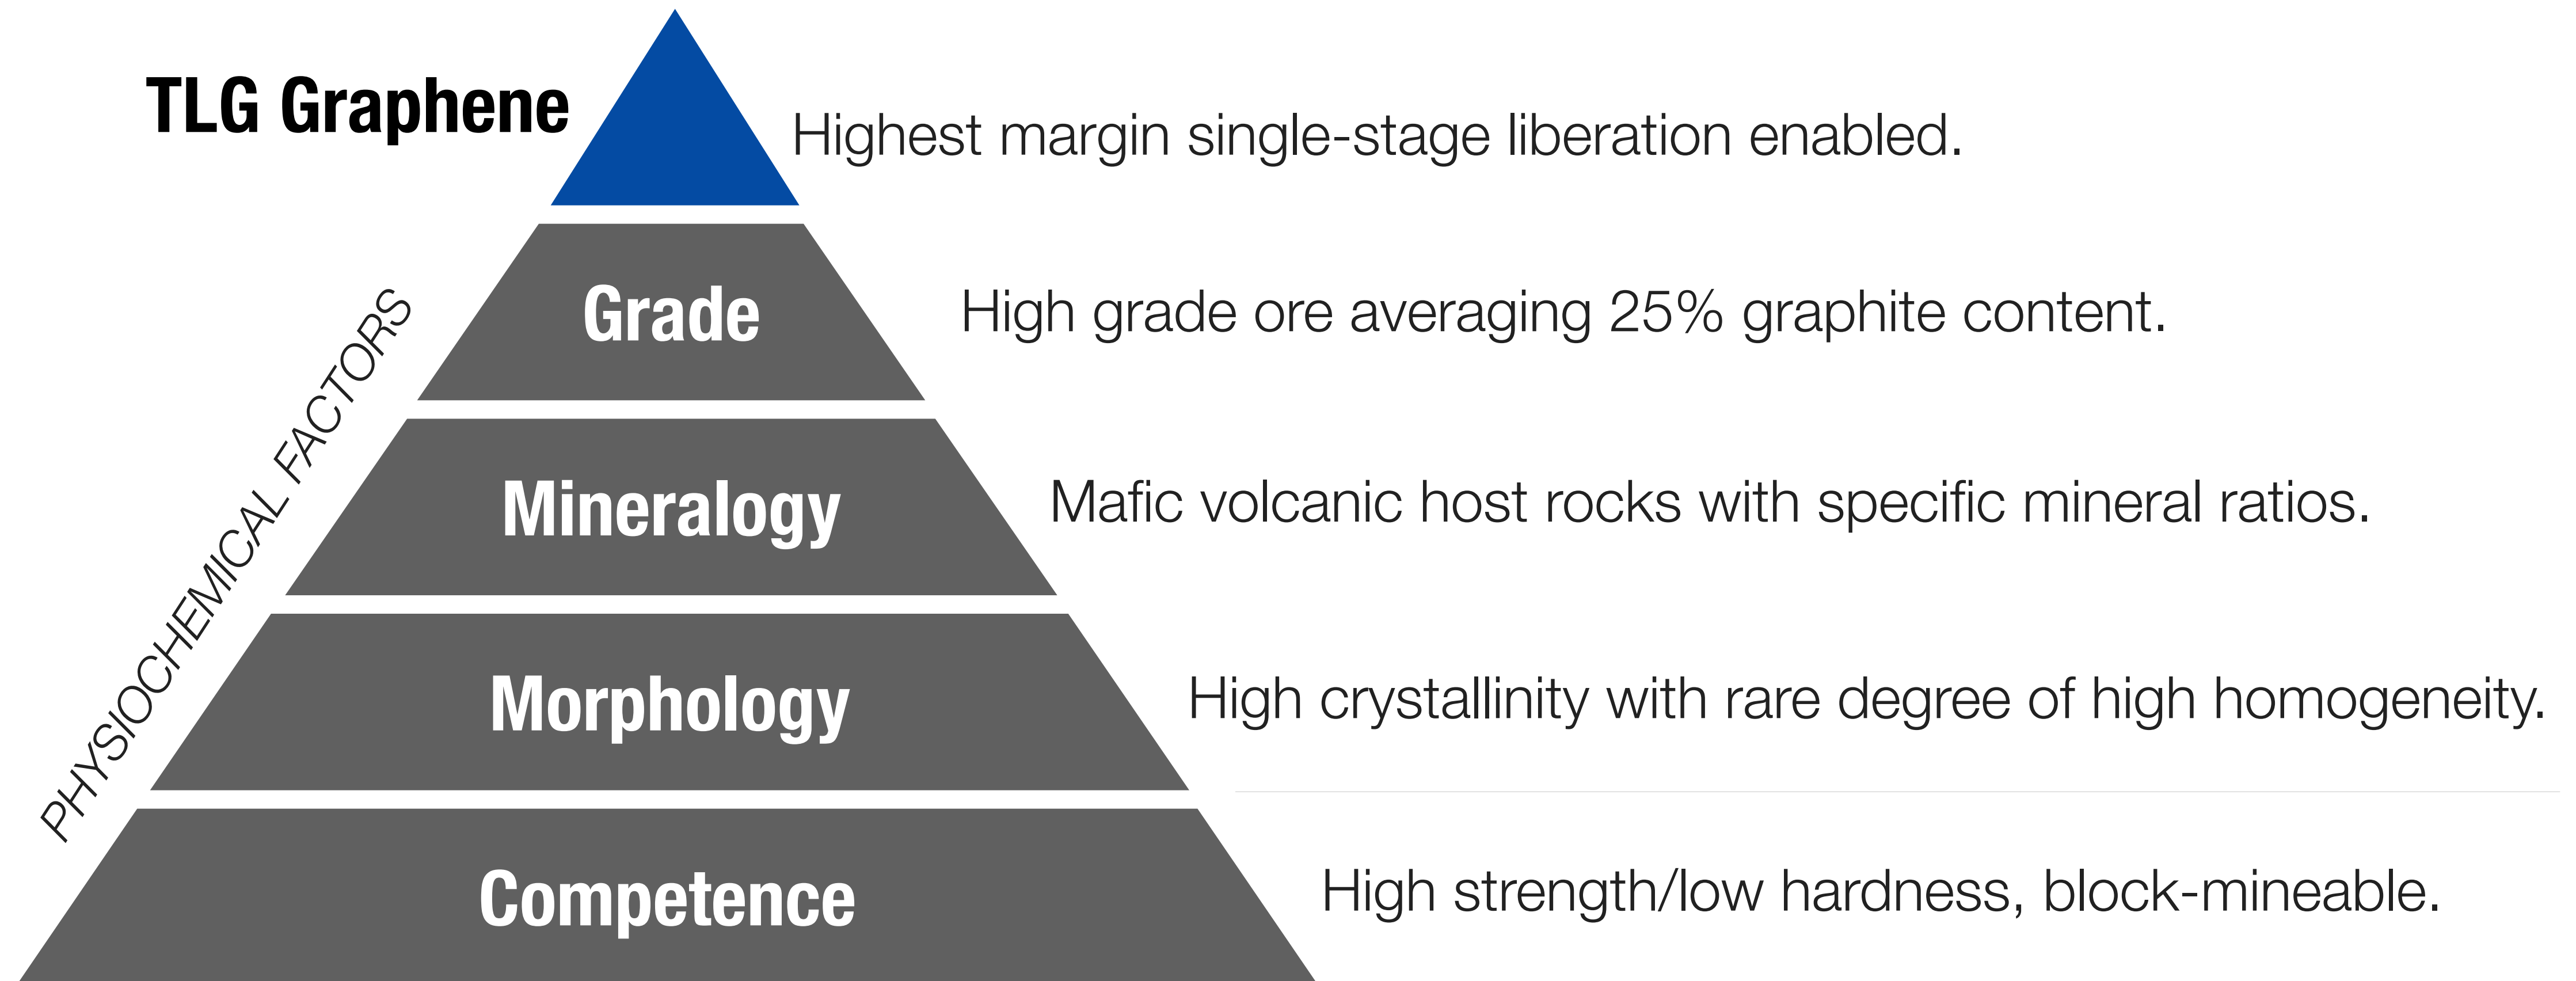 TLG Graphene
Highest margin single-stage liberation enabled.
PHYSIOCHEMICAL FACTORS
Grade
High grade ore averaging 25% graphite content.
Mineralogy
Mafic volcanic host rocks with specific mineral ratios.
Morphology
High crystallinity with rare degree of high homogeneity.
Competence
High strength/low hardness, block-mineable.